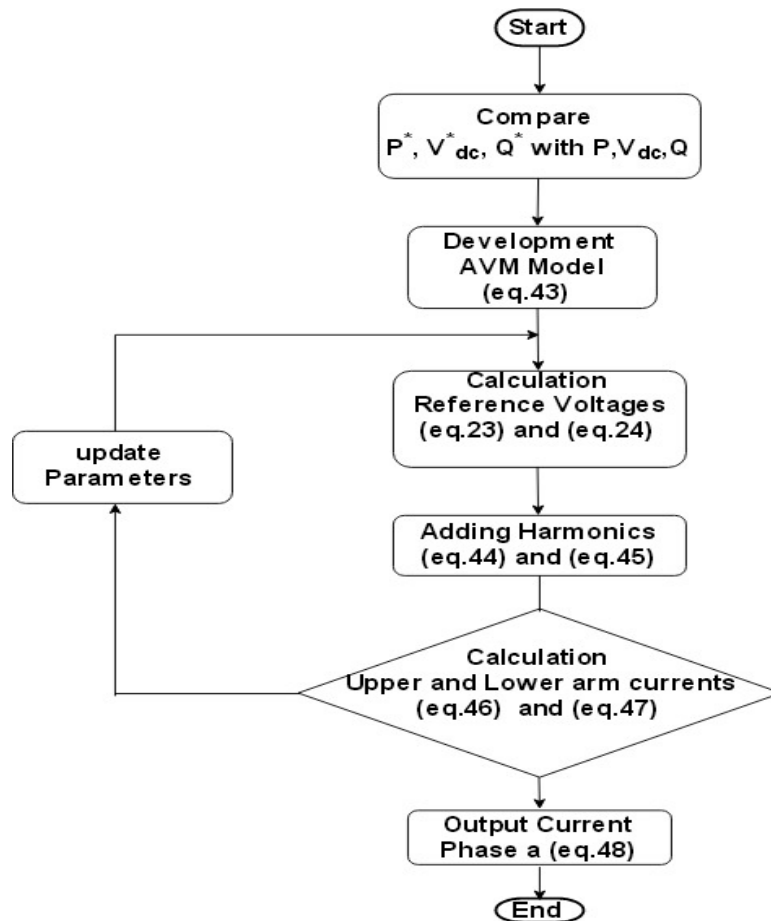 Start
Compare
P*, V*dc, Q* with P,Vdc,Q
Development
AVM Model
(eq.43)
Calculation
Reference Voltages
(eq.23) and (eq.24)
update
Parameters
Adding Harmonics
(eq.44) and (eq.45)
Calculation
Upper and Lower arm currents
(eq.46) and (eq.47)
Output Current
Phase a (eq.48)
End